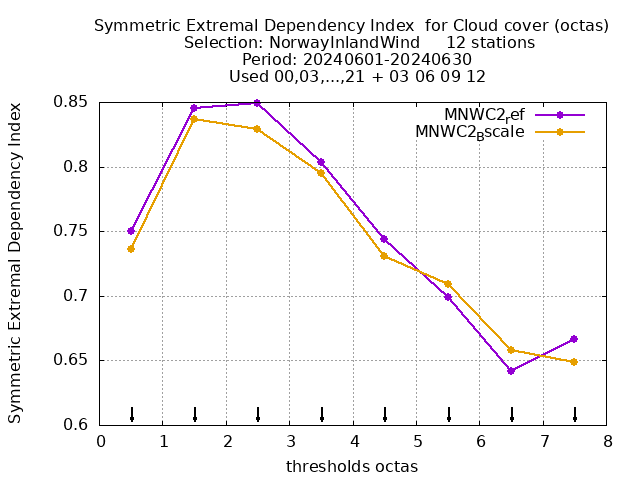 Symmetric Extremal Dependency Index  for Cloud cover (octas)
Selection: NorwayInlandWind     12 stations
Period: 20240601-20240630
Used 00,03,...,21 + 03 06 09 12
Symmetric Extremal Dependency Index
0.85
0.8
0.75
0.7
0.65
0.6
MNWC2ref
MNWC2Bscale
0 1 2 3 4 5 6 7 8
thresholds octas